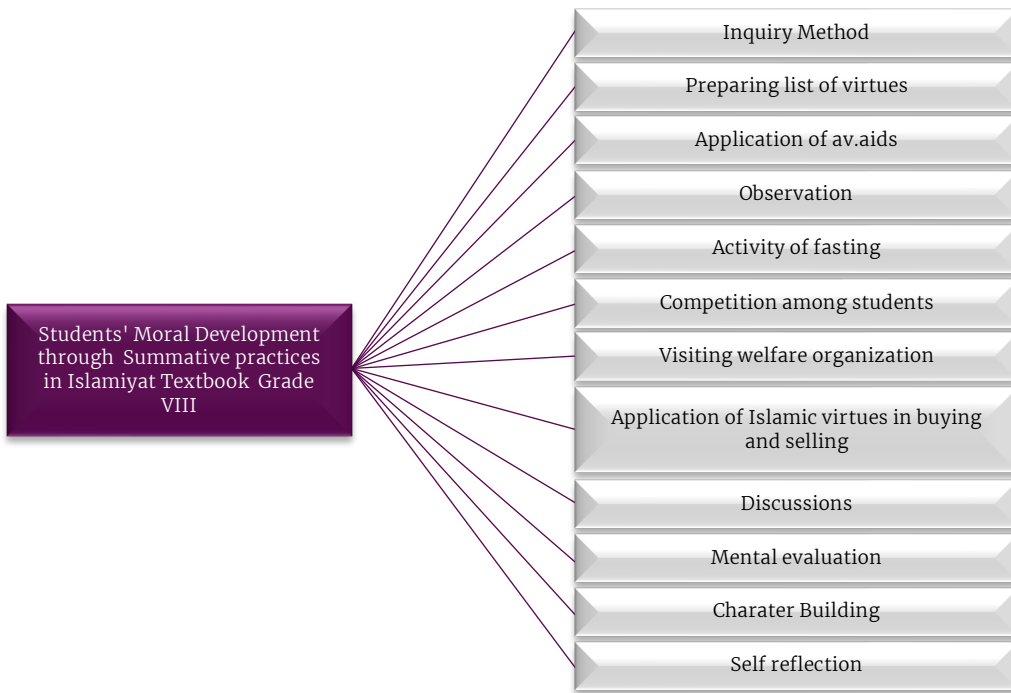 Inquiry Method
Preparing list of virtues
Application of av.aids
Observation
Activity of fasting
Competition among students
Visiting welfare organization
Application of Islamic virtues in buying
and selling
Discussions
Mental evaluation
Charater Building
Self reflection
Students' Moral Development
through Summative practices
in Islamiyat Textbook Grade
VIII